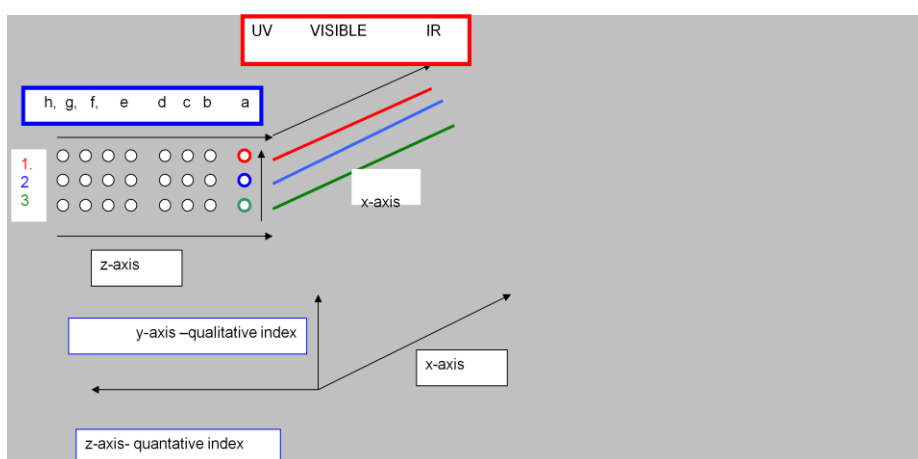 UV VISIBLE IR
h, g, f, e d c b a
1.
2
3
x-axis
z-axis
y-axis –qualitative index
x-axis
z-axis- quantative index